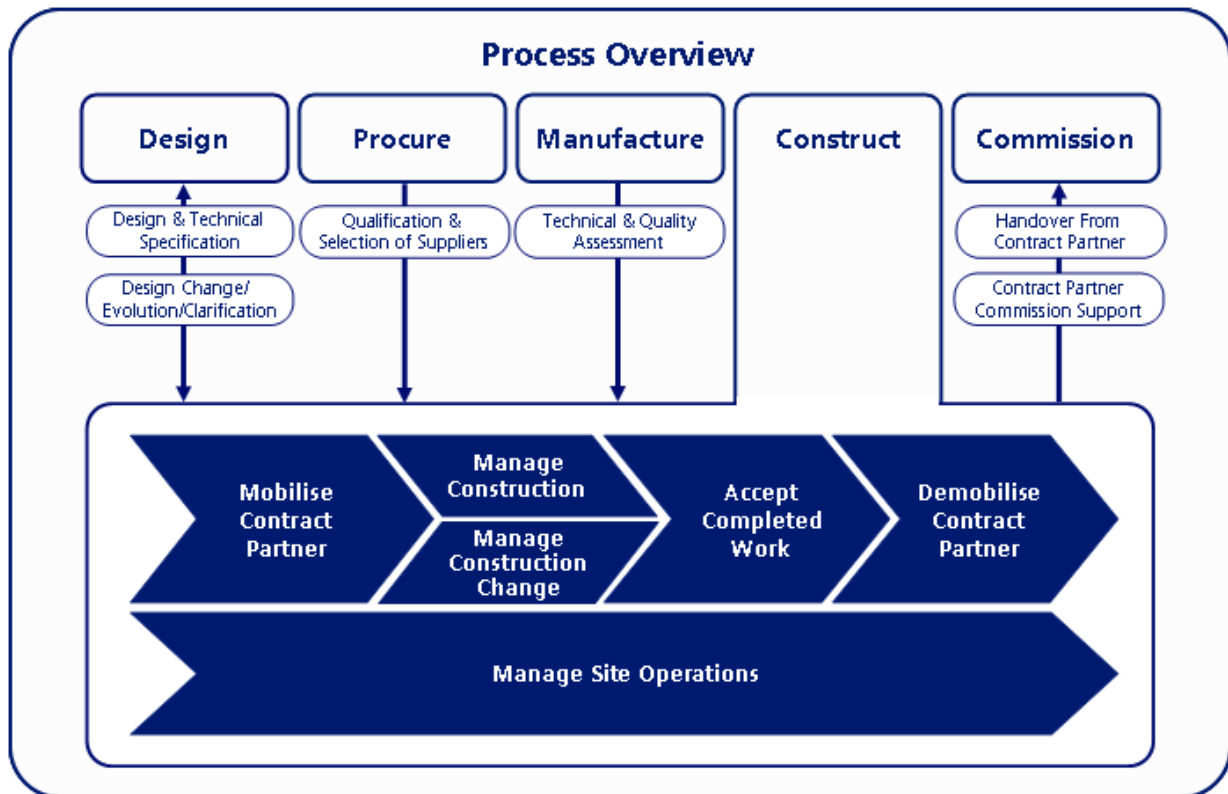 Process Overview
Design
Procure
Manufacture
Construct
Commission
Design & Technical
Specification
Design Change/
Evolution/Clarification
Qualification &
Selection of Suppliers
Technical & Quality
Assessment
Handover From
Contract Partner
Contract Partner
Commission Support
Mobilise
Contract
Partner
Manage
Construction
Manage
Construction
Change
Accept
Completed
Work
Demobilise
Contract
Partner
Manage Site Operations